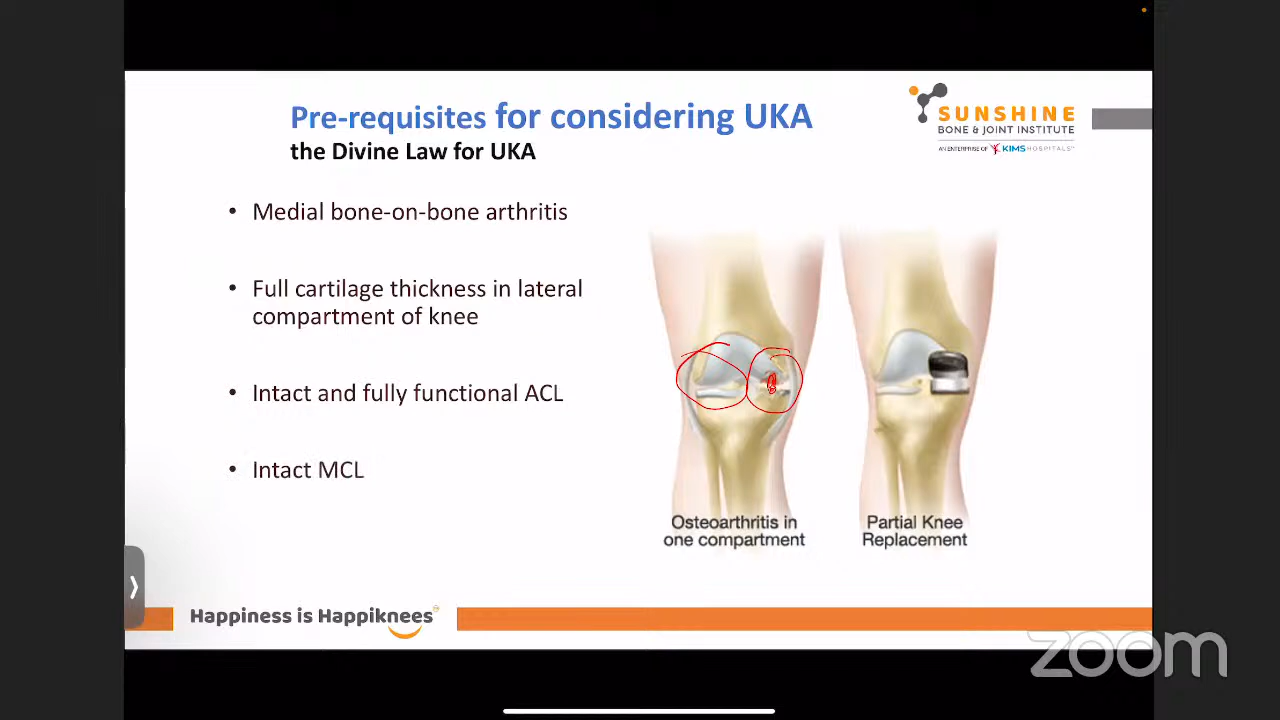 Pre-requisites for considering UKA
the Divine Law for UKA
SUNSHINE
BONE & JOINT INSTITUTE
AN ENTERPRISE OF KIMS HOSPITALS
• Medial bone-on-bone arthritis
• Full cartilage thickness in lateral
compartment of knee
• Intact and fully functional ACL
• Intact MCL
Osteoarthritis in
one compartment
Partial Knee
Replacement
Happiness is Happiknees
zoom